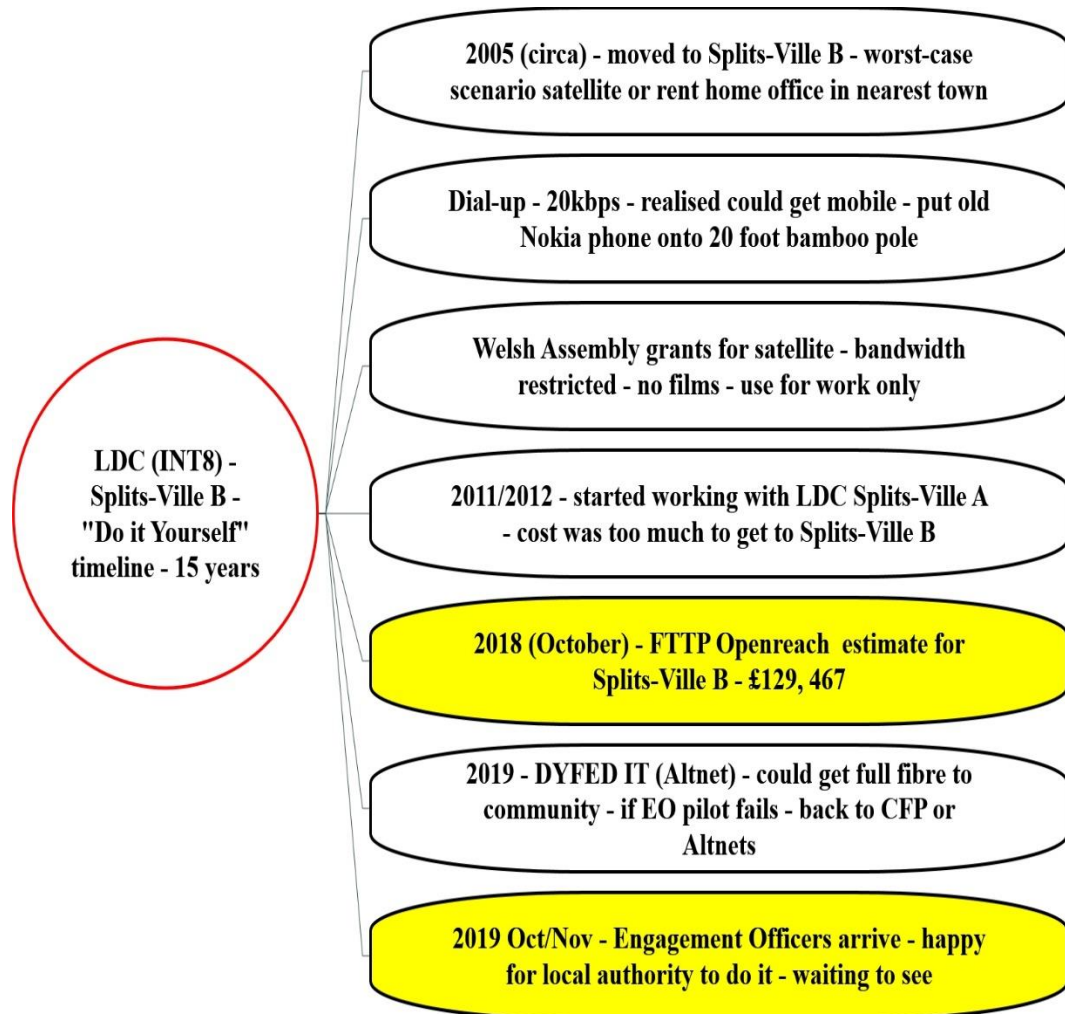 2005 (circa) - moved to Splits-Ville B - worst-case
scenario satellite or rent home office in nearest town
Dial-up - 20kbps - realised could get mobile - put old
Nokia phone onto 20 foot bamboo pole
Welsh Assembly grants for satellite - bandwidth
restricted - no films - use for work only
LDC (INT8) -
Splits-Ville B -
"Do it Yourself"
timeline - 15 years
2011/2012 - started working with LDC Splits-Ville A
- cost was too much to get to Splits-Ville B
2018 (October) - FTTP Openreach estimate for
Splits-Ville B - £129, 467
2019 - DYFED IT (Altnet) - could get full fibre to
community - if EO pilot fails - back to CFP or
Altnets
2019 Oct/Nov - Engagement Officers arrive - happy
for local authority to do it - waiting to see